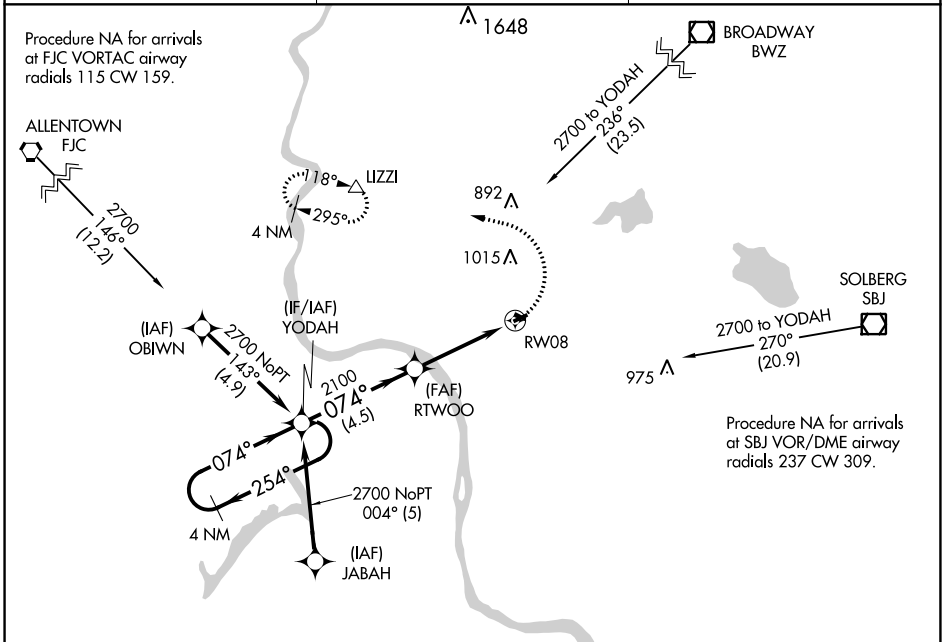 1648
Procedure NA for arrivals
at FJC VORTAC airway
radials 115 CW 159.
BROADWAY
BWZ
2700 to YODAH
236°
(23.5)
ALLENTOWN
FJC
2700
146°
(12.2)
118°
LIZZI
295°
4 NM
892
1015
SOLBERG
SBJ
2700 to YODAH
270°
(20.9)
975
(IF/IAF)
YODAH
(IAF)
OBIWN
2700 NoPT
143°
(4.9)
RW08
2100
074°
(4.5)
(FAF)
RTWOO
074°
254°
4 NM
2700 NoPT
004° (5)
(IAF)
JABAH
Procedure NA for arrivals
at SBJ VOR/DME airway
radials 237 CW 309.